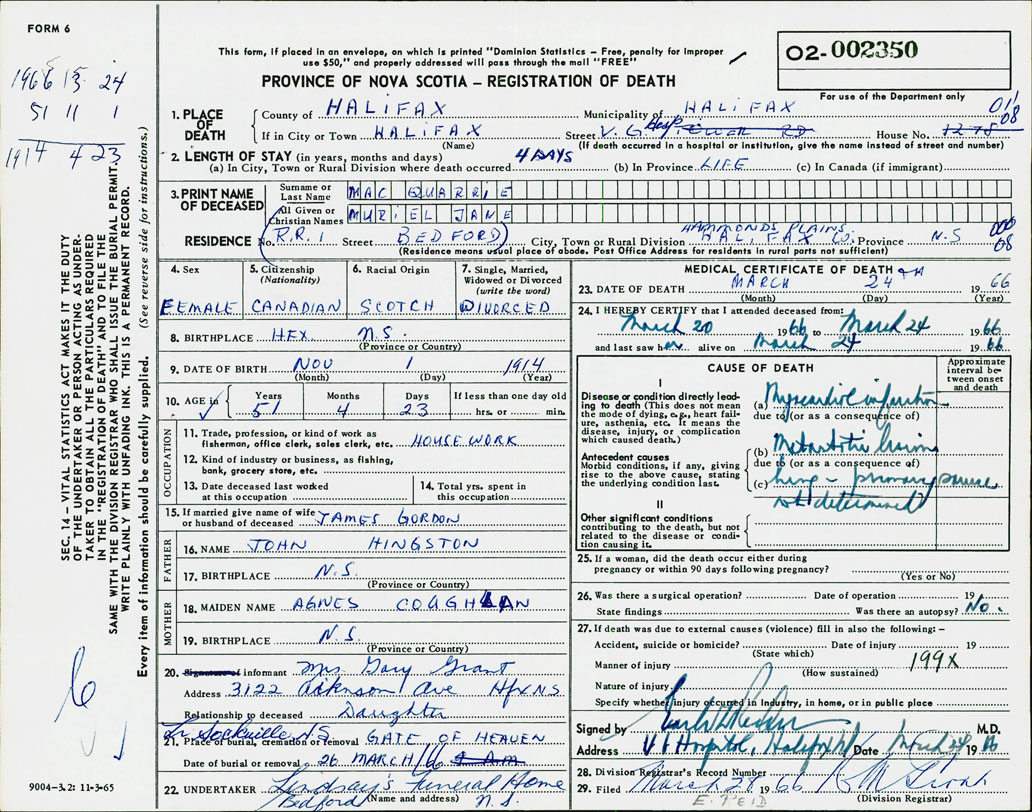 FORM 6
This form, if placed in an envelope, on which is printed "Dominion Statistics – Free, penalty for improper
use $50," and properly addressed will pass through the mail "FREE"
PROVINCE OF NOVA SCOTIA – REGISTRATION OF DEATH
02-002350
For use of the Department only
1966 15 24
51 11 1
1914 4 23
011
08
1. PLACE OF DEATH
County of HALIFAX Municipality of HALIFAX
If in City or Town HALIFAX Street V. G. Hosp. House No. 1278
(Name) (If death occurred in a hospital or institution, give the name instead of street and number)
2. LENGTH OF STAY (in years, months and days)
(a) In City, Town or Rural Division where death occurred 4 DAYS (b) In Province LIFE (c) In Canada (if immigrant)
3. PRINT NAME OF DECEASED
Surname or Last Name MAC QUARRIE
All Given or Christian Names MURIEL JANE
RESIDENCE No. R.R. 1 Street BEDFORD City, Town or Rural Division HAMMONDS PLAINS HALIFAX Co. Province N.S
000
08
(Residence means usual place of abode. Post Office Address for residents in rural parts not sufficient)
4. Sex FEMALE
5. Citizenship (Nationality) CANADIAN
6. Racial Origin SCOTCH
7. Single, Married, Widowed or Divorced (write the word) DIVORCED
8. BIRTHPLACE HFX. N.S.
(Province or Country)
9. DATE OF BIRTH NOV 1 1914
(Month) (Day) (Year)
10. AGE in Years 51 Months 4 Days 23 If less than one day old hrs. or min.
OCCUPATION
11. Trade, profession, or kind of work as
fisherman, office clerk, sales clerk, etc. HOUSEWORK
12. Kind of industry or business, as fishing,
bank, grocery store, etc.
13. Date deceased last worked
at this occupation
14. Total yrs. spent in
this occupation
15. If married give name of wife
or husband of deceased JAMES GORDON
FATHER
16. NAME JOHN HINGSTON
17. BIRTHPLACE N.S.
(Province or Country)
MOTHER
18. MAIDEN NAME AGNES COUGHLAN
19. BIRTHPLACE N.S.
(Province or Country)
20. Signature of informant Mrs. Gary Grant
Address 3122 Ave Hfx N.S
Relationship to deceased Daughter
Lr Sackville N.S.
21. Place of burial, cremation or removal GATE OF HEAVEN
Date of burial or removal 26 MARCH/66
22. UNDERTAKER Lindsay's Funeral Home
Bedford (Name and address) N.S.
MEDICAL CERTIFICATE OF DEATH
23. DATE OF DEATH MARCH 24 1966
(Month) (Day) (Year)
24. I HEREBY CERTIFY that I attended deceased from:
March 20 1966 to March 24 1966
and last saw her alive on March 24 1966
CAUSE OF DEATH
Approximate interval between onset and death
I
Disease or condition directly leading to death (This does not mean the mode of dying, e.g., heart failure, asthenia, etc. It means the disease, injury, or complication which caused death.)
(a) Myocardial infarction
due to (or as a consequence of)
Antecedent causes
Morbid conditions, if any, giving rise to the above cause, stating the underlying condition last.
(b) Metastatic lesions
due to (or as a consequence of)
(c) lung – primary source
not determined
II
Other significant conditions
contributing to the death, but not
related to the disease or condition
causing it.
25. If a woman, did the death occur either during
pregnancy or within 90 days following pregnancy?
(Yes or No)
26. Was there a surgical operation? Date of operation 19
State findings Was there an autopsy? No.
27. If death was due to external causes (violence) fill in also the following:–
Accident, suicide or homicide? Date of injury 19
(State which)
Manner of injury 199X
(How sustained)
Nature of injury
Specify whether injury occurred in industry, in home, or in public place
Signed by M.D.
Address V G Hospital, Halifax Date March 24 1966
28. Division Registrar's Record Number
29. Filed March 28 1966
(Division Registrar)
E. REID
SEC. 14 – VITAL STATISTICS ACT MAKES IT THE DUTY
OF THE UNDERTAKER OR PERSON ACTING AS UNDER-
TAKER TO OBTAIN ALL THE PARTICULARS REQUIRED
IN THE "REGISTRATION OF DEATH" AND TO FILE THE
SAME WITH THE DIVISION REGISTRAR WHO SHALL ISSUE THE BURIAL PERMIT.
WRITE PLAINLY WITH UNFADING INK. THIS IS A PERMANENT RECORD.
Every item of information should be carefully supplied. (See reverse side for instructions.)
6
9004–3.2: 11-3-65